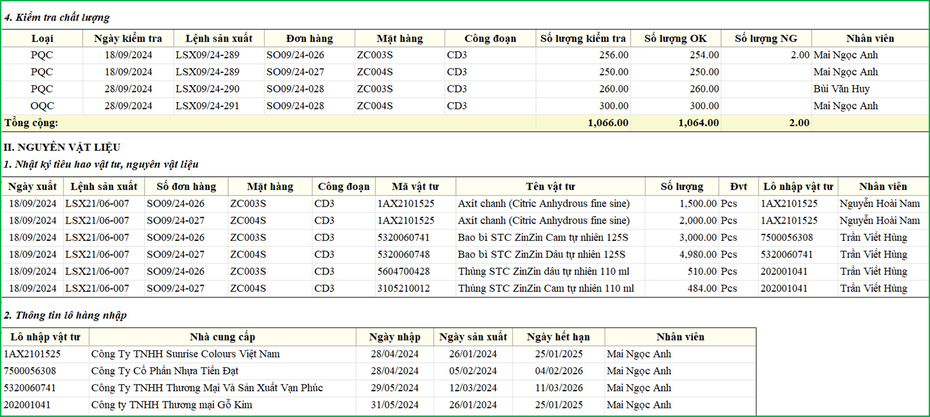 4. Kiểm tra chất lượng
Loại Ngày kiểm tra Lệnh sản xuất Đơn hàng Mặt hàng Công đoạn Số lượng kiểm tra Số lượng OK Số lượng NG Nhân viên
PQC 18/09/2024 LSX09/24-289 SO09/24-026 ZC003S CD3 256.00 254.00 2.00 Mai Ngọc Anh
PQC 18/09/2024 LSX09/24-289 SO09/24-027 ZC004S CD3 250.00 250.00 Mai Ngọc Anh
PQC 28/09/2024 LSX09/24-290 SO09/24-028 ZC003S CD3 260.00 260.00 Bùi Văn Huy
OQC 28/09/2024 LSX09/24-291 SO09/24-028 ZC004S CD3 300.00 300.00 Mai Ngọc Anh
Tổng cộng: 1,066.00 1,064.00 2.00
II. NGUYÊN VẬT LIỆU
1. Nhật ký tiêu hao vật tư, nguyên vật liệu
Ngày xuất Lệnh sản xuất Số đơn hàng Mặt hàng Công đoạn Mã vật tư Tên vật tư Số lượng Đvt Lô nhập vật tư Nhân viên
18/09/2024 LSX21/06-007 SO09/24-026 ZC003S CD3 1AX2101525 Axit chanh (Citric Anhydrous fine sine) 1,500.00 Pcs 1AX2101525 Nguyễn Hoài Nam
18/09/2024 LSX21/06-007 SO09/24-027 ZC004S CD3 1AX2101525 Axit chanh (Citric Anhydrous fine sine) 2,000.00 Pcs 1AX2101525 Nguyễn Hoài Nam
18/09/2024 LSX21/06-007 SO09/24-026 ZC003S CD3 5320060741 Bao bì STC ZinZin Cam tự nhiên 125S 3,000.00 Pcs 7500056308 Trần Viết Hùng
18/09/2024 LSX21/06-007 SO09/24-027 ZC004S CD3 5320060748 Bao bì STC ZinZin Dâu tự nhiên 125S 4,980.00 Pcs 5320060741 Trần Viết Hùng
18/09/2024 LSX21/06-007 SO09/24-026 ZC003S CD3 5604700428 Thùng STC ZinZin dâu tự nhiên 110 ml 510.00 Pcs 202001041 Trần Viết Hùng
18/09/2024 LSX21/06-007 SO09/24-027 ZC004S CD3 3105210012 Thùng STC ZinZin Cam tự nhiên 110 ml 484.00 Pcs 202001041 Trần Viết Hùng
2. Thông tin lô hàng nhập
Lô nhập vật tư Nhà cung cấp Ngày nhập Ngày sản xuất Ngày hết hạn Nhân viên
1AX2101525 Công Ty TNHH Sunrise Colours Việt Nam 28/04/2024 26/01/2024 25/01/2025 Mai Ngọc Anh
7500056308 Công Ty Cổ Phần Nhựa Tiến Đạt 28/04/2024 05/02/2024 04/02/2026 Mai Ngọc Anh
5320060741 Công Ty TNHH Thương Mại Và Sản Xuất Vạn Phúc 29/05/2024 12/03/2024 11/03/2026 Mai Ngọc Anh
202001041 Công ty TNHH Thương mại Gỗ Kim 31/05/2024 26/01/2024 25/01/2025 Mai Ngọc Anh